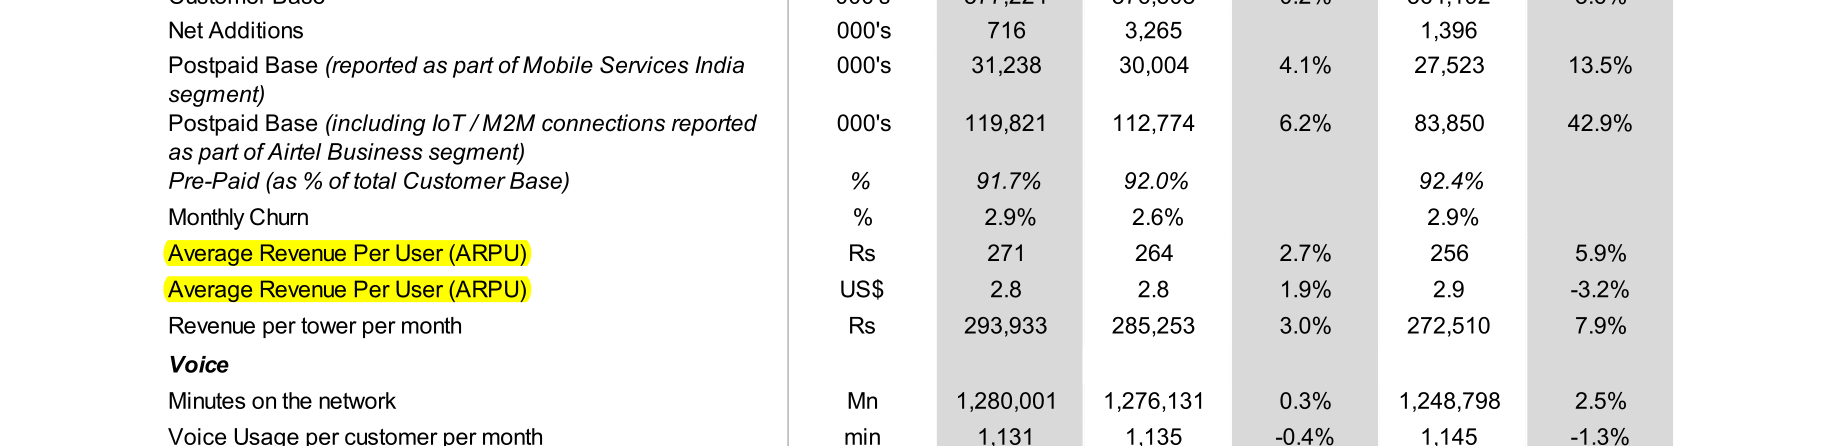 Net Additions 000's 716 3,265 1,396
Postpaid Base (reported as part of Mobile Services India 000's 31,238 30,004 4.1% 27,523 13.5%
segment)
Postpaid Base (including IoT / M2M connections reported 000's 119,821 112,774 6.2% 83,850 42.9%
as part of Airtel Business segment)
Pre-Paid (as % of total Customer Base) % 91.7% 92.0% 92.4%
Monthly Churn % 2.9% 2.6% 2.9%
Average Revenue Per User (ARPU) Rs 271 264 2.7% 256 5.9%
Average Revenue Per User (ARPU) US$ 2.8 2.8 1.9% 2.9 -3.2%
Revenue per tower per month Rs 293,933 285,253 3.0% 272,510 7.9%
Voice
Minutes on the network Mn 1,280,001 1,276,131 0.3% 1,248,798 2.5%
Voice Usage per customer per month min 1,131 1,135 -0.4% 1,145 -1.3%